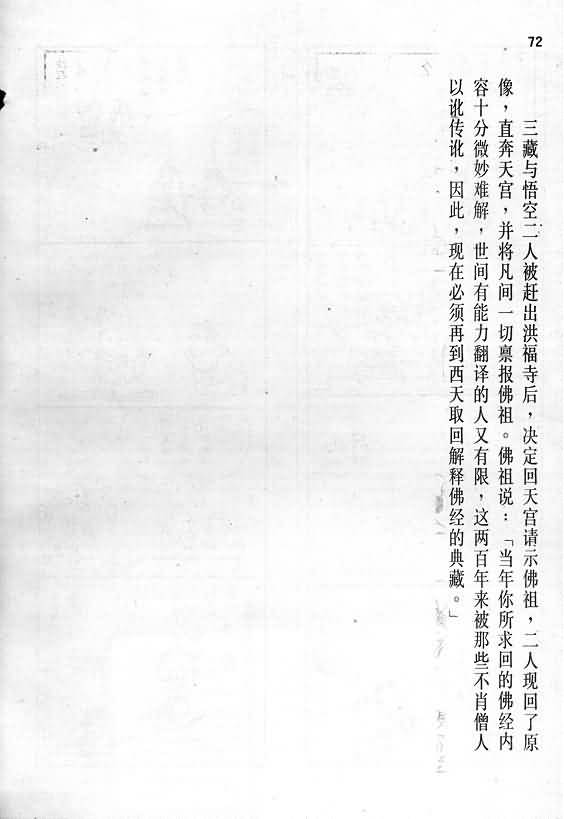 72
三藏与悟空二人被赶出洪福寺后，决定回天宫请示佛祖，二人现回了原
像，直奔天宫，并将凡间一切禀报佛祖。佛祖说：「当年你所求回的佛经内
容十分微妙难解，世间有能力翻译的人又有限，这两百年来被那些不肖僧人
以讹传讹，因此，现在必须再到西天取回解释佛经的典藏。」